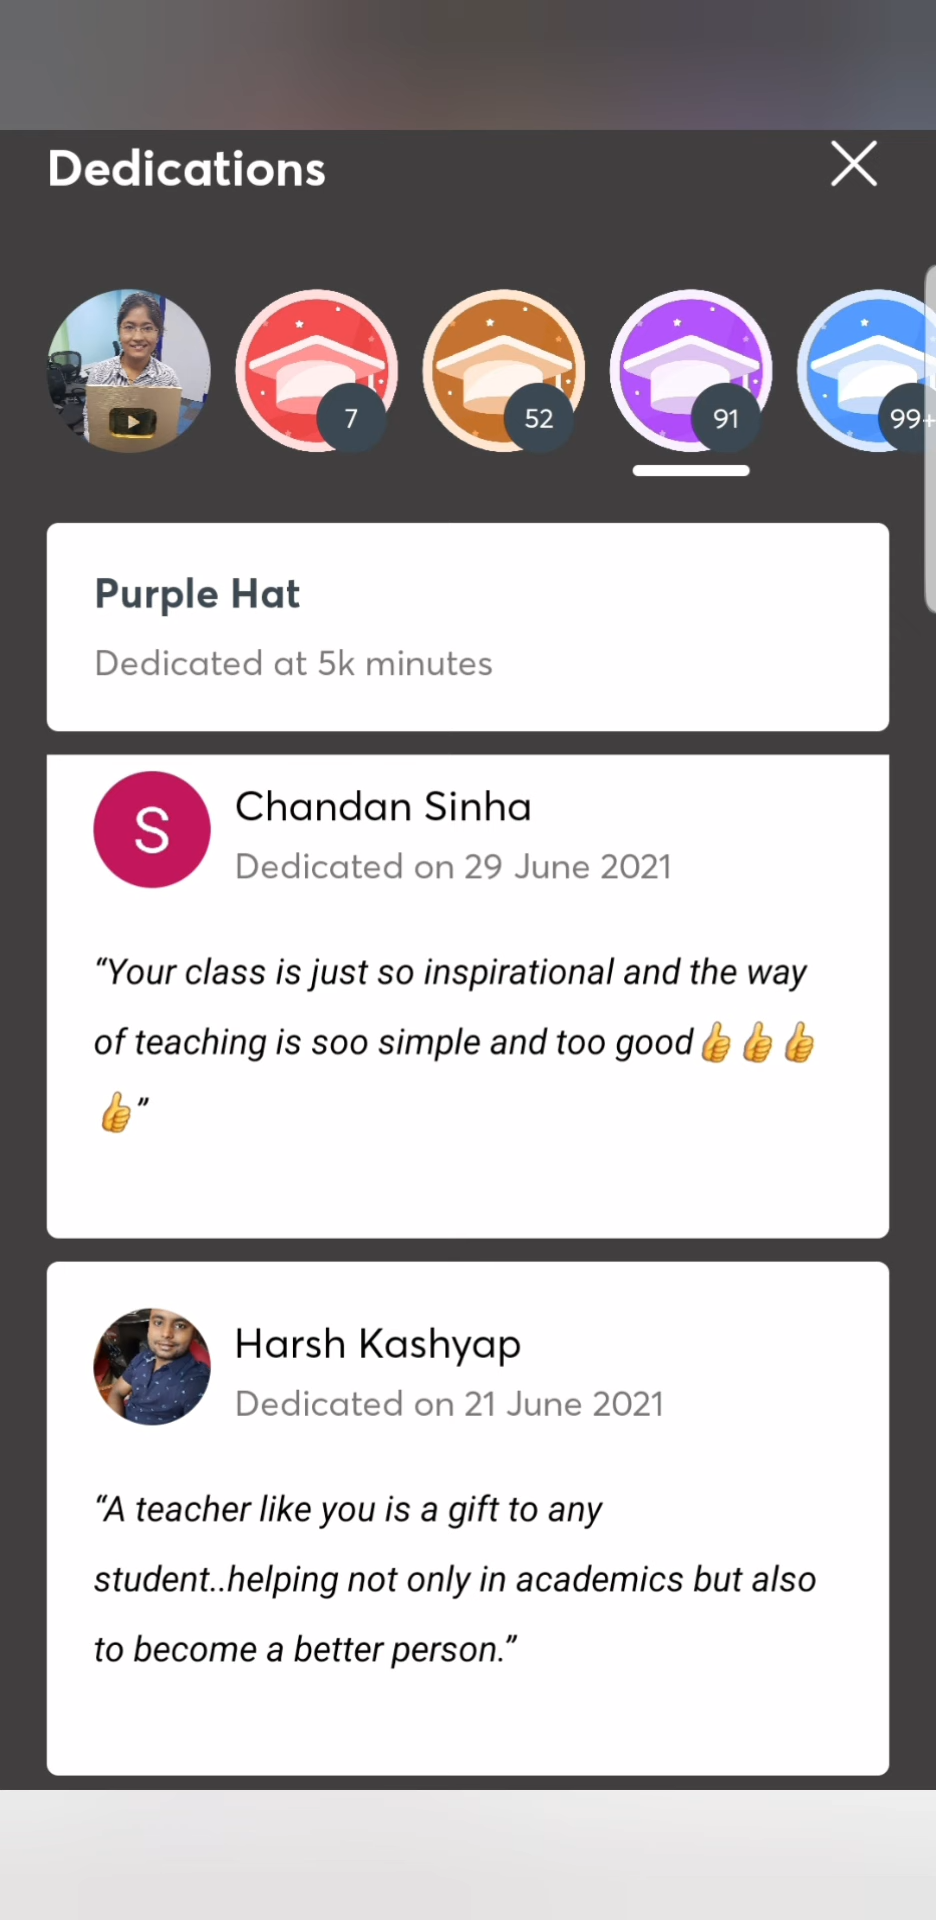 Dedications
7
52
91
99+
Purple Hat
Dedicated at 5k minutes
S
Chandan Sinha
Dedicated on 29 June 2021
“Your class is just so inspirational and the way
of teaching is soo simple and too good👍👍👍
👍”
Harsh Kashyap
Dedicated on 21 June 2021
“A teacher like you is a gift to any
student..helping not only in academics but also
to become a better person.”